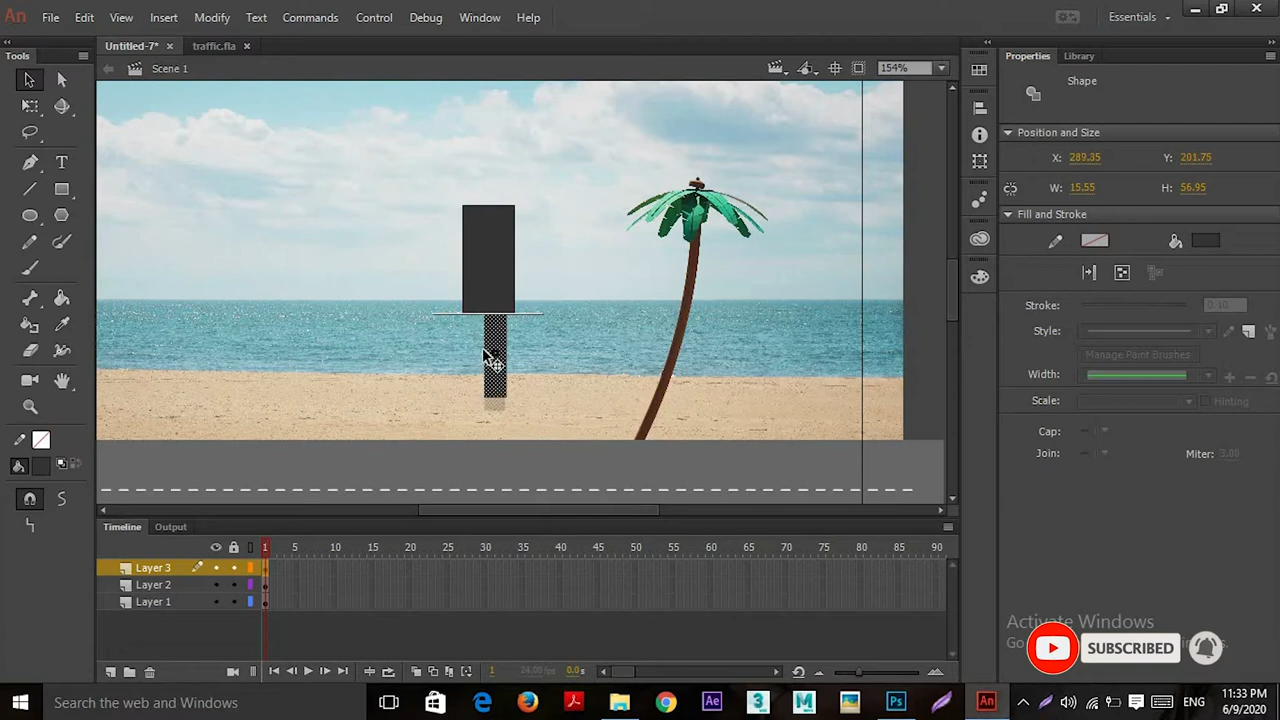 An File Edit View Insert Modify Text Commands Control Debug Window Help Essentials
Tools Untitled-7* × traffic.fla × Properties Library
Scene 1 154% Shape
Position and Size
X: 289.35 Y: 201.75
W: 15.55 H: 56.95
Fill and Stroke
Stroke: 0.10
Style:
Manage Paint Brushes
Width:
Scale: Hinting
Cap:
Join: Miter: 3.00
Timeline Output
1 5 10 15 20 25 30 35 40 45 50 55 60 65 70 75 80 85 90
Layer 3
Layer 2
Layer 1
Activate Windows
SUBSCRIBED
1 24.00 fps 0.0 s
Search the web and Windows Ae 3 M Ps An ENG 11:33 PM
6/9/2020